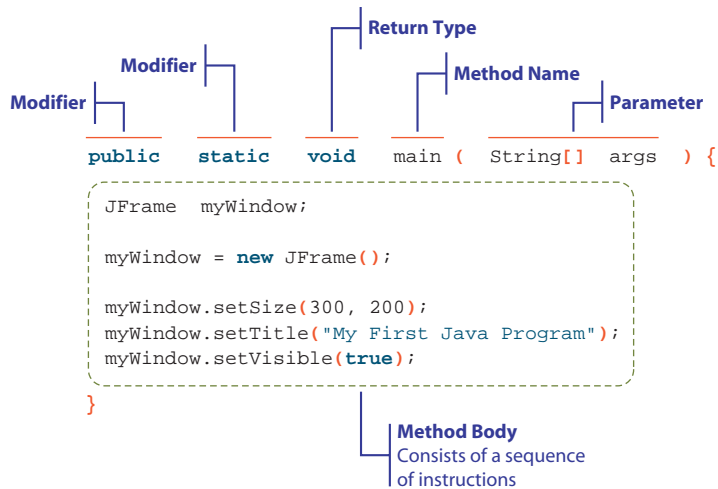 Return Type
Modifier
Method Name
Modifier
Parameter
public static void main ( String[] args ) {
JFrame myWindow;
myWindow = new JFrame();
myWindow.setSize(300, 200);
myWindow.setTitle("My First Java Program");
myWindow.setVisible(true);
}
Method Body
Consists of a sequence
of instructions